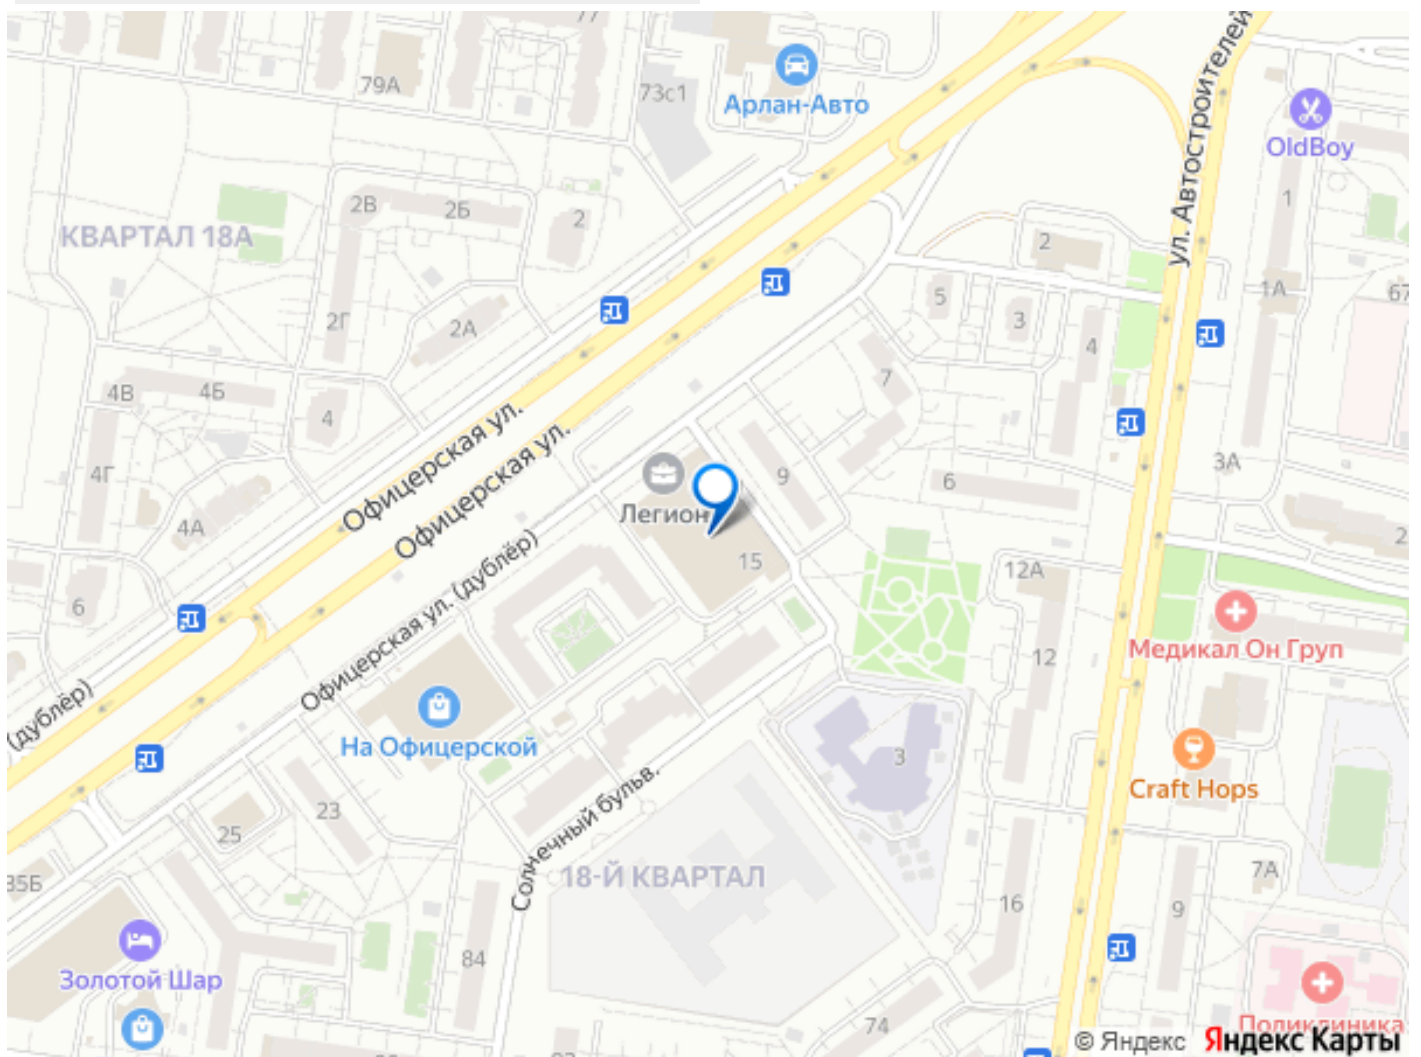 77
79А
73с1
Арлан-Авто
ул. Автостроителей
OldBoy
1
2В
2Б
2
КВАРТАЛ 18А
2
1А
67
5
3
2Г
2А
4
7
4В
4Б
4
Офицерская ул.
Офицерская ул.
4Г
9
6
3А
4А
Легион
15
2
12А
6
Офицерская ул. (дублёр)
(дублёр)
Медикал Он Груп
12
На Офицерской
3
Craft Hops
23
25
Солнечный бульв.
18-Й КВАРТАЛ
7А
35Б
16
9
84
Золотой Шар
74
Поликлиника
© Яндекс Яндекс Карты